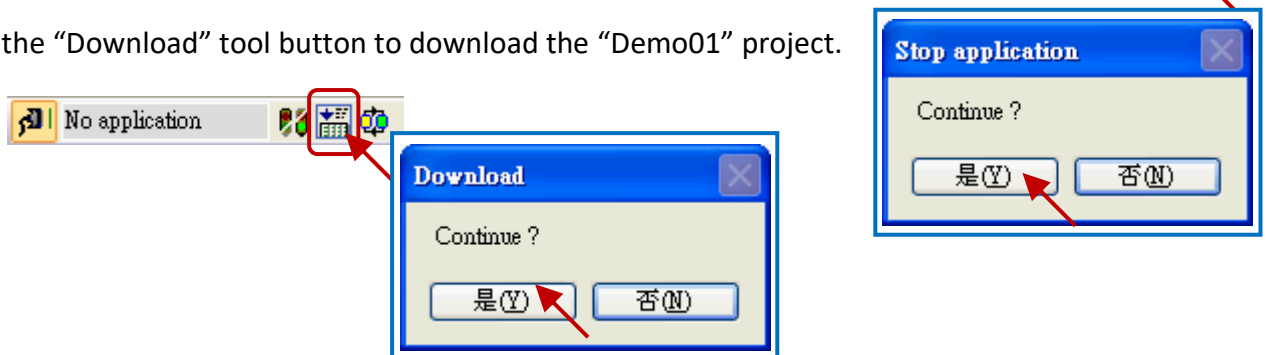 the “Download” tool button to download the “Demo01” project.
Stop application
Continue ?
是(Y) 否(N)
No application
Download
Continue ?
是(Y) 否(N)